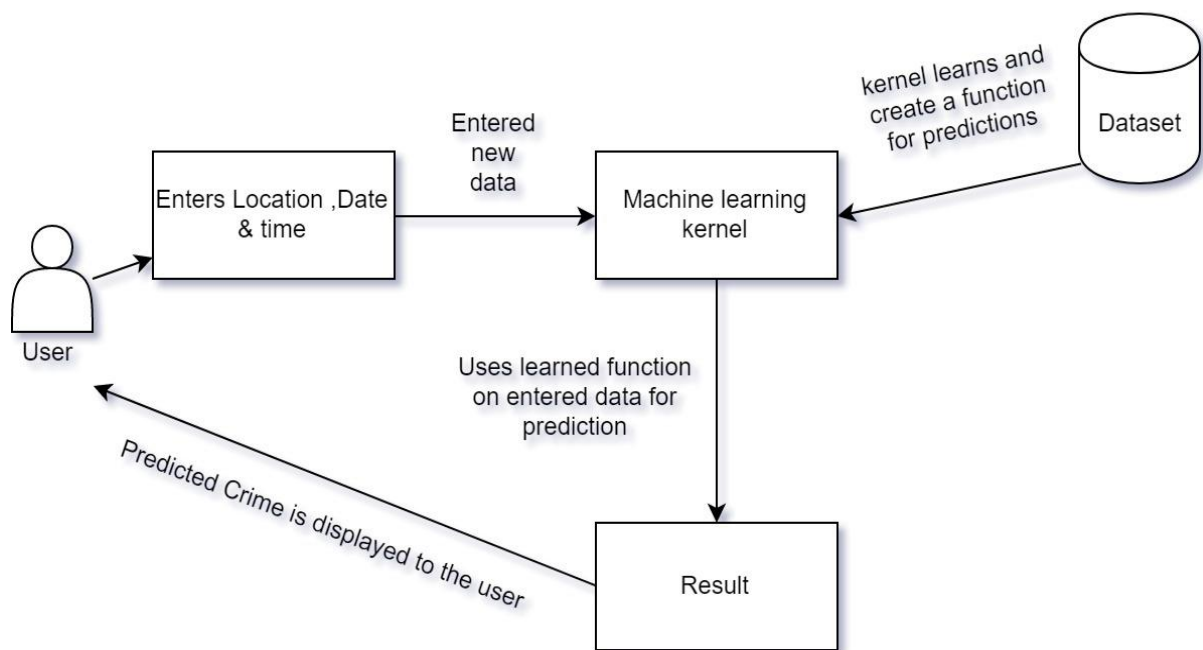 kernel learns and
create a function
for predictions
Dataset
Entered
new
data
Enters Location ,Date
& time
Machine learning
kernel
User
Uses learned function
on entered data for
prediction
Predicted Crime is displayed to the user
Result